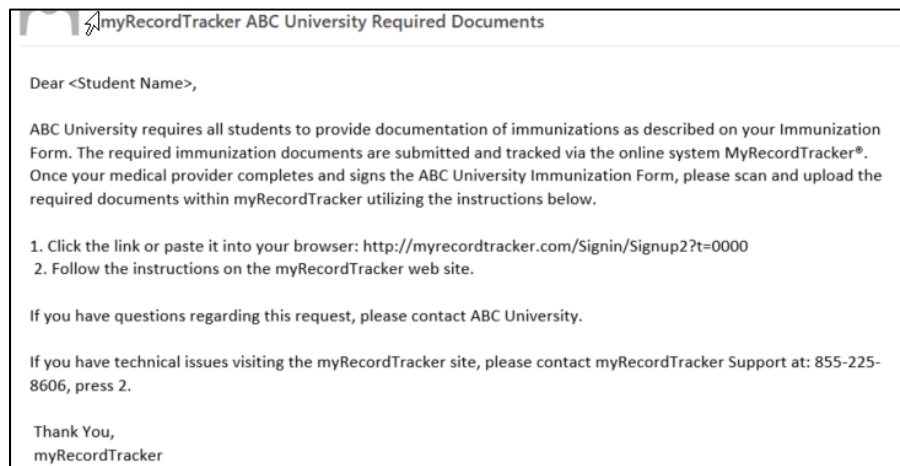 myRecordTracker ABC University Required Documents
Dear <Student Name>,
ABC University requires all students to provide documentation of immunizations as described on your Immunization
Form. The required immunization documents are submitted and tracked via the online system MyRecordTracker®.
Once your medical provider completes and signs the ABC University Immunization Form, please scan and upload the
required documents within myRecordTracker utilizing the instructions below.
1. Click the link or paste it into your browser: http://myrecordtracker.com/Signin/Signup2?t=0000
2. Follow the instructions on the myRecordTracker web site.
If you have questions regarding this request, please contact ABC University.
If you have technical issues visiting the myRecordTracker site, please contact myRecordTracker Support at: 855-225-
8606, press 2.
Thank You,
myRecordTracker